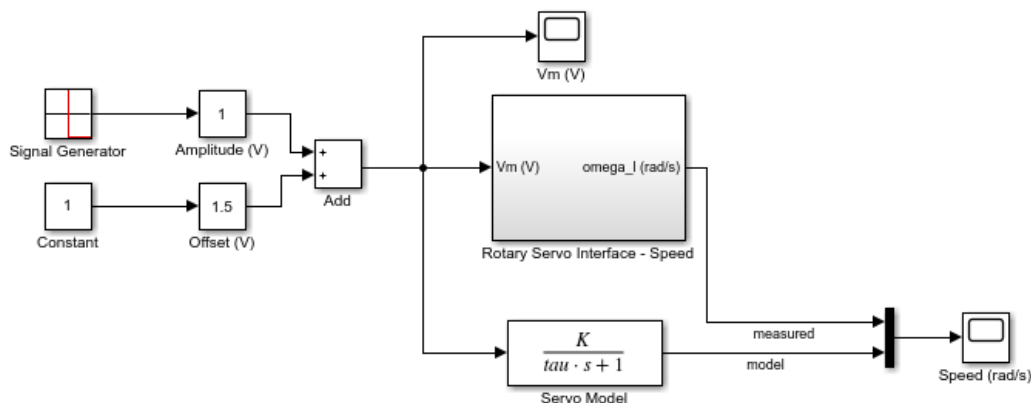 Vm (V)
Signal Generator
1
Amplitude (V)
1
Constant
1.5
Offset (V)
+
+
Add
Vm (V)
omega_l (rad/s)
Rotary Servo Interface - Speed
K
tau · s + 1
Servo Model
measured
model
Speed (rad/s)